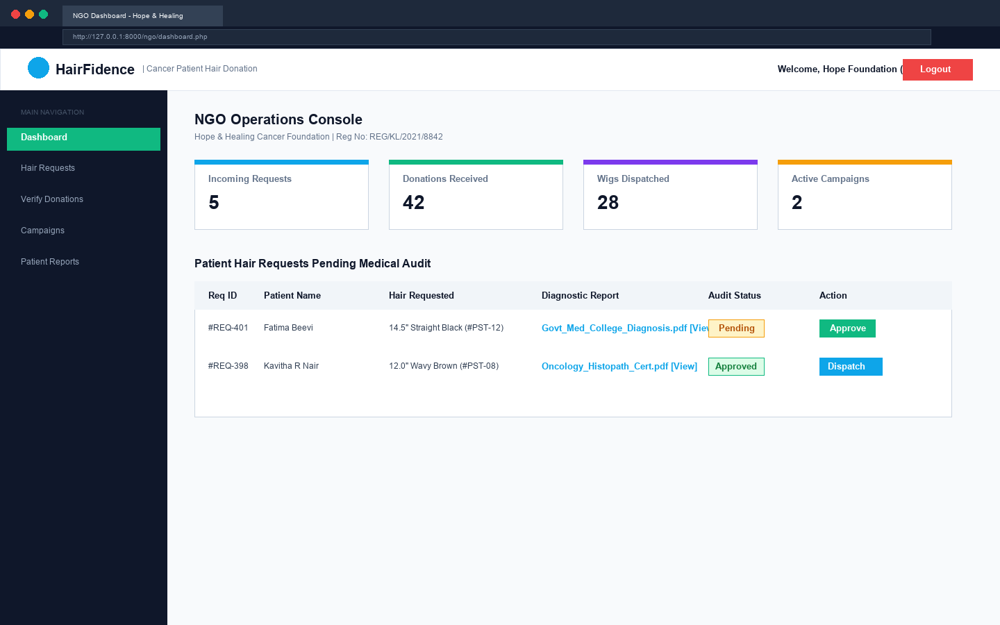 NGO Dashboard - Hope & Healing
http://127.0.0.1:8000/ngo/dashboard.php
HairFidence | Cancer Patient Hair Donation
Welcome, Hope Foundation (
Logout
MAIN NAVIGATION
Dashboard
Hair Requests
Verify Donations
Campaigns
Patient Reports
NGO Operations Console
Hope & Healing Cancer Foundation | Reg No: REG/KL/2021/8842
Incoming Requests
5
Donations Received
42
Wigs Dispatched
28
Active Campaigns
2
Patient Hair Requests Pending Medical Audit
Req ID Patient Name Hair Requested Diagnostic Report Audit Status Action
#REQ-401 Fatima Beevi 14.5" Straight Black (#PST-12) Govt_Med_College_Diagnosis.pdf [View Pending Approve
#REQ-398 Kavitha R Nair 12.0" Wavy Brown (#PST-08) Oncology_Histopath_Cert.pdf [View] Approved Dispatch